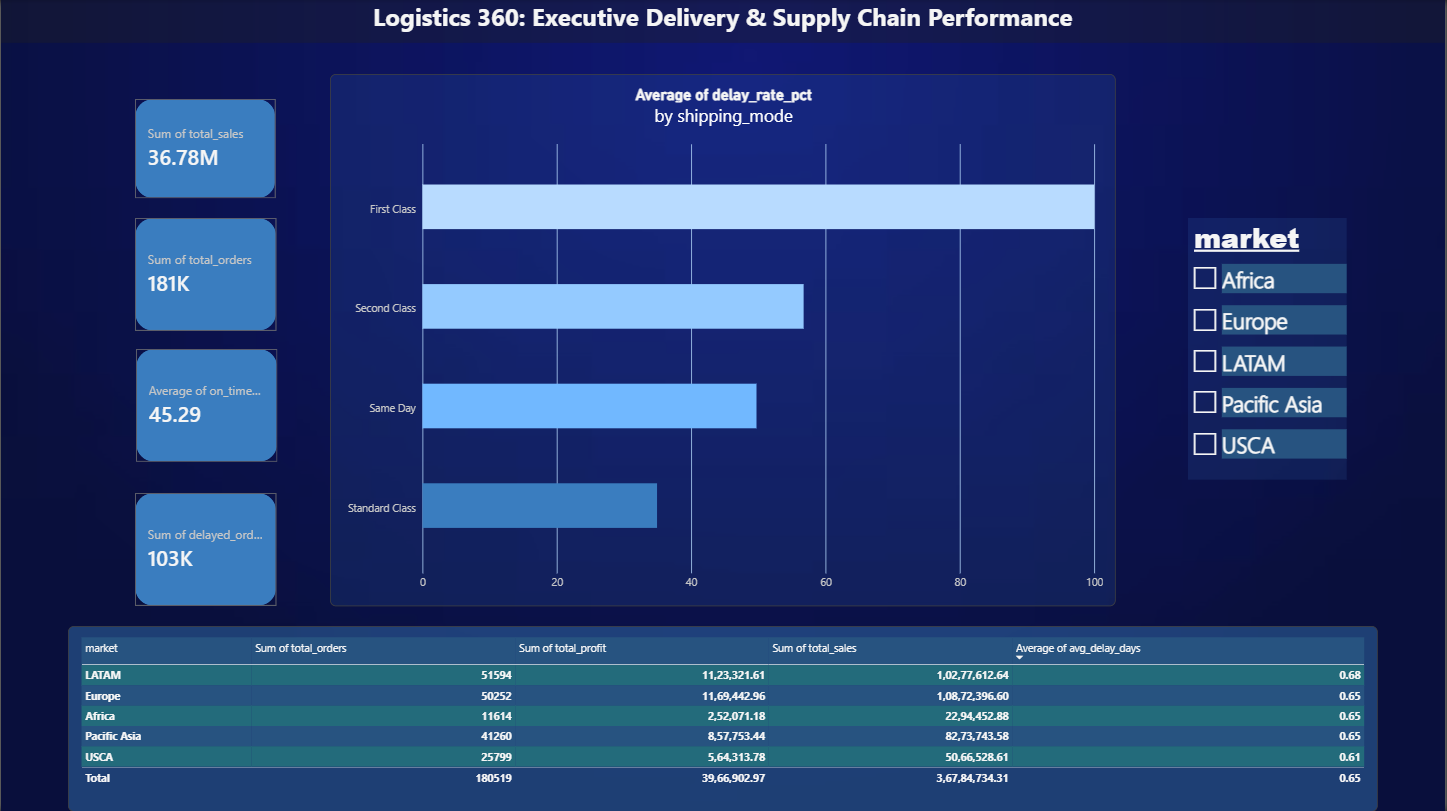 Logistics 360: Executive Delivery & Supply Chain Performance
Sum of total_sales
36.78M
Sum of total_orders
181K
Average of on_time...
45.29
Sum of delayed_ord...
103K
Average of delay_rate_pct
by shipping_mode
First Class
Second Class
Same Day
Standard Class
0 20 40 60 80 100
market
Africa
Europe
LATAM
Pacific Asia
USCA
market Sum of total_orders Sum of total_profit Sum of total_sales Average of avg_delay_days
LATAM 51594 11,23,321.61 1,02,77,612.64 0.68
Europe 50252 11,69,442.96 1,08,72,396.60 0.65
Africa 11614 2,52,071.18 22,94,452.88 0.65
Pacific Asia 41260 8,57,753.44 82,73,743.58 0.65
USCA 25799 5,64,313.78 50,66,528.61 0.61
Total 180519 39,66,902.97 3,67,84,734.31 0.65